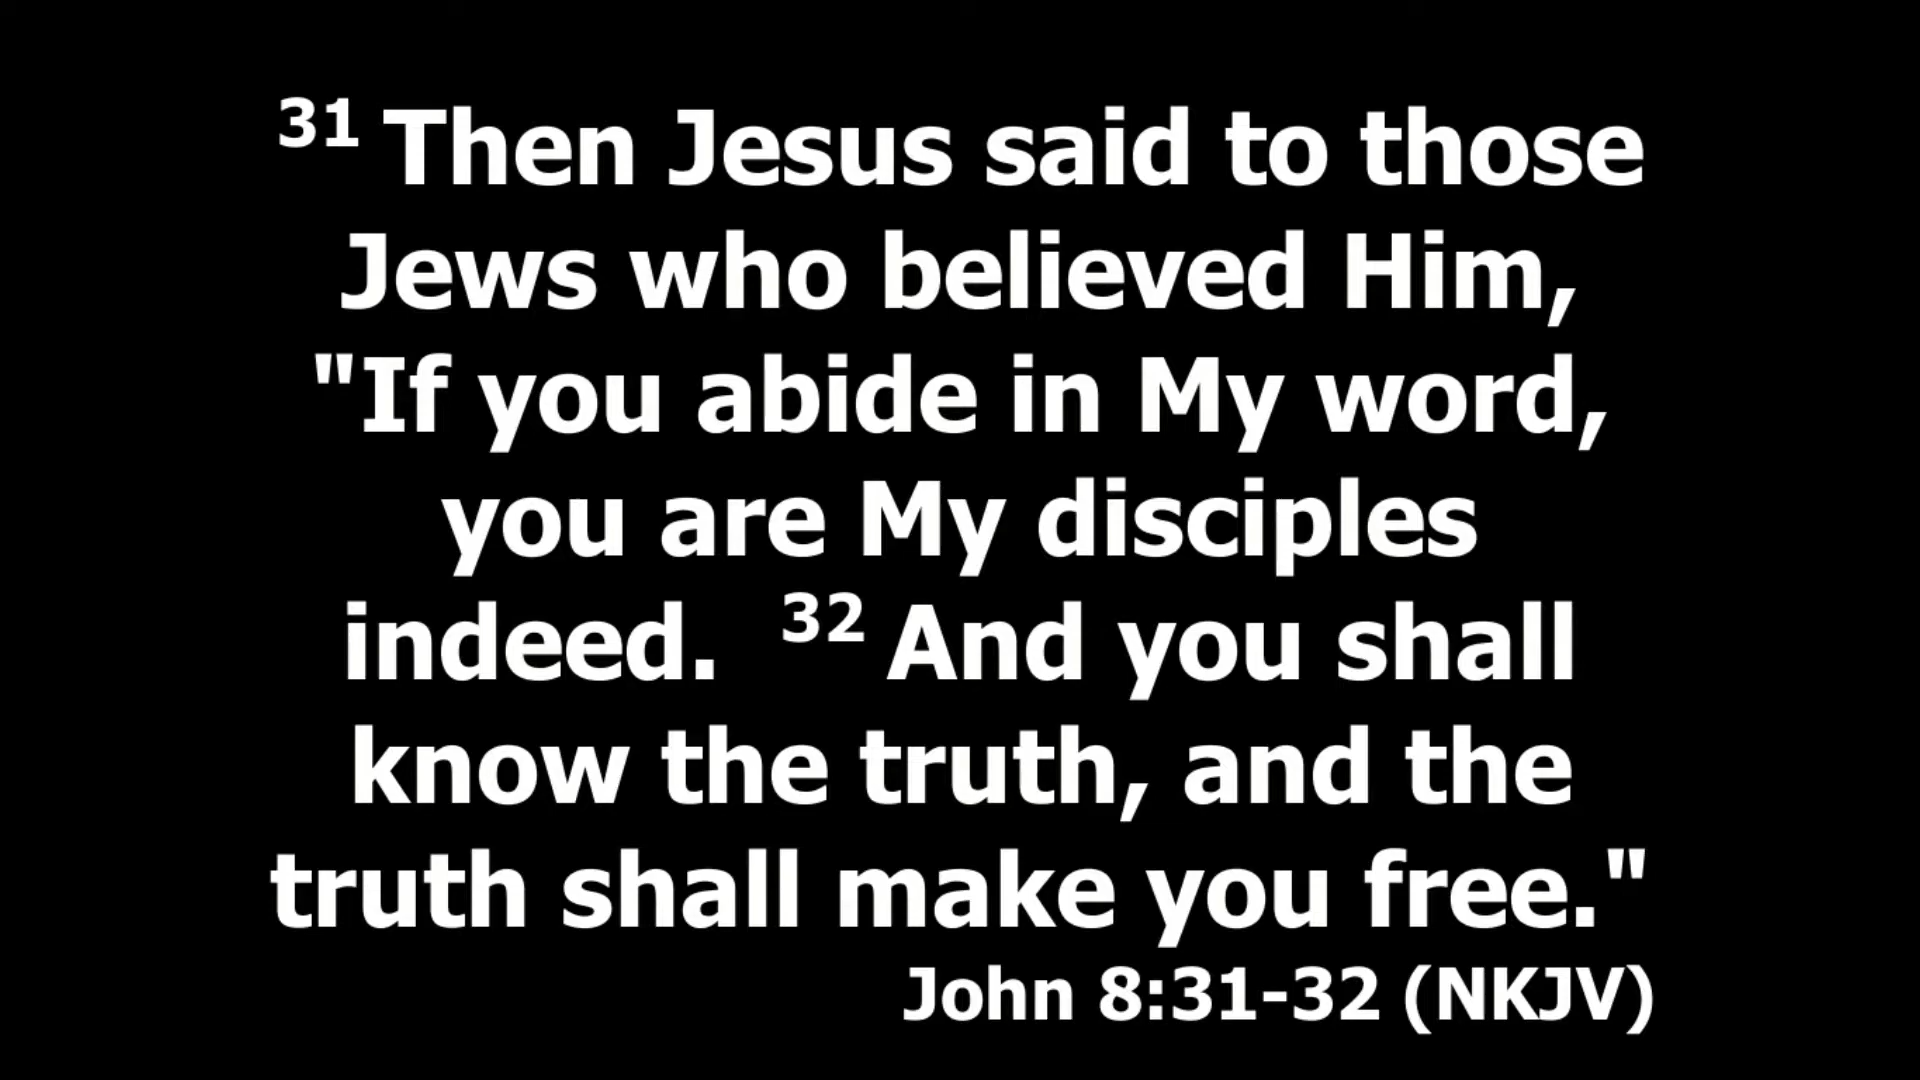 31 Then Jesus said to those
Jews who believed Him,
"If you abide in My word,
you are My disciples
indeed. 32 And you shall
know the truth, and the
truth shall make you free."
John 8:31-32 (NKJV)